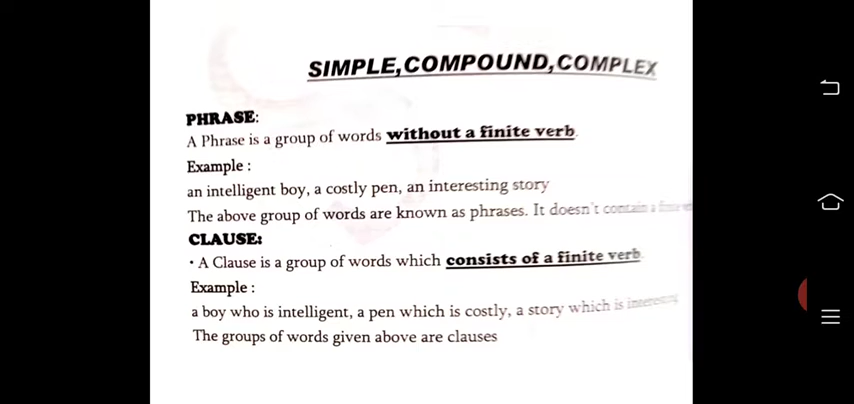 SIMPLE,COMPOUND,COMPLEX
PHRASE:
A Phrase is a group of words without a finite verb.
Example :
an intelligent boy, a costly pen, an interesting story
The above group of words are known as phrases. It doesn't contain a finite
CLAUSE:
• A Clause is a group of words which consists of a finite verb.
Example :
a boy who is intelligent, a pen which is costly, a story which is interesting
The groups of words given above are clauses